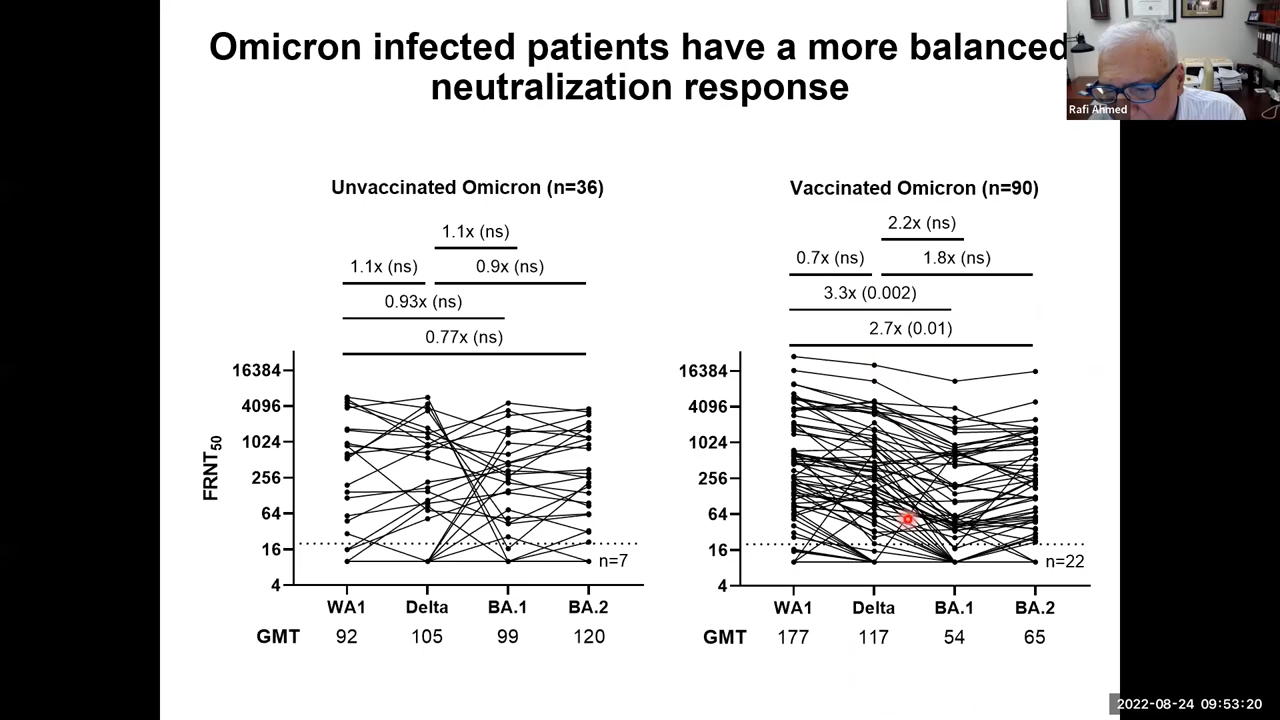 Omicron infected patients have a more balanced
neutralization response
Rafi Ahmed
Unvaccinated Omicron (n=36)
1.1x (ns)
1.1x (ns) 0.9x (ns)
0.93x (ns)
0.77x (ns)
FRNT50
16384
4096
1024
256
64
16
4
n=7
WA1 Delta BA.1 BA.2
GMT 92 105 99 120
Vaccinated Omicron (n=90)
2.2x (ns)
0.7x (ns) 1.8x (ns)
3.3x (0.002)
2.7x (0.01)
16384
4096
1024
256
64
16
4
n=22
WA1 Delta BA.1 BA.2
GMT 177 117 54 65
2022-08-24 09:53:20